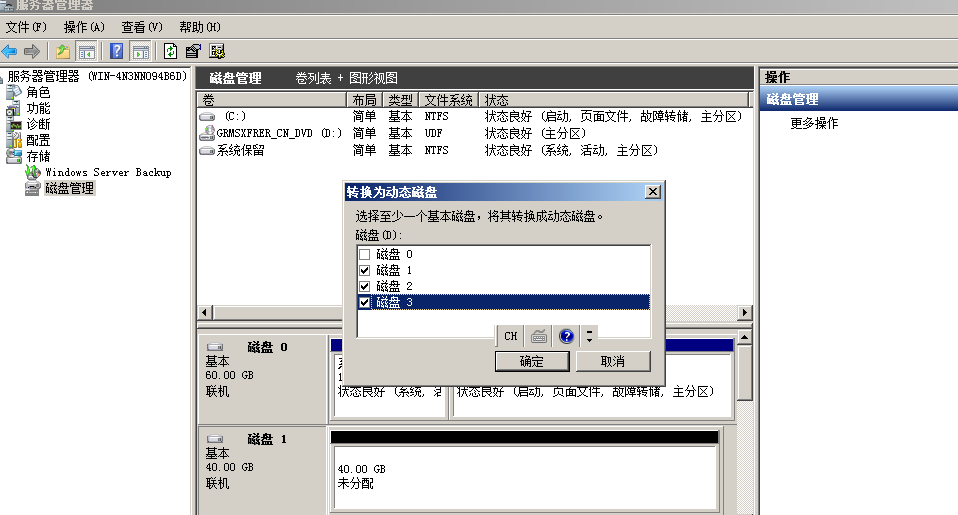 服务器管理器
文件(F) 操作(A) 查看(V) 帮助(H)
服务器管理器 (WIN-4N3NNO94B6D)
角色
功能
诊断
配置
存储
Windows Server Backup
磁盘管理
磁盘管理 卷列表 + 图形视图
卷 布局 类型 文件系统 状态
(C:) 简单 基本 NTFS 状态良好 (启动, 页面文件, 故障转储, 主分区)
GRMSXFRER_CN_DVD (D:) 简单 基本 UDF 状态良好 (主分区)
系统保留 简单 基本 NTFS 状态良好 (系统, 活动, 主分区)
转换为动态磁盘
选择至少一个基本磁盘，将其转换成动态磁盘。
磁盘(D):
磁盘 0
磁盘 1
磁盘 2
磁盘 3
CH
确定 取消
磁盘 0
基本
60.00 GB
联机
状态良好 (系统, 活
状态良好 (启动, 页面文件, 故障转储, 主分区)
磁盘 1
基本
40.00 GB
联机
40.00 GB
未分配
操作
磁盘管理
更多操作